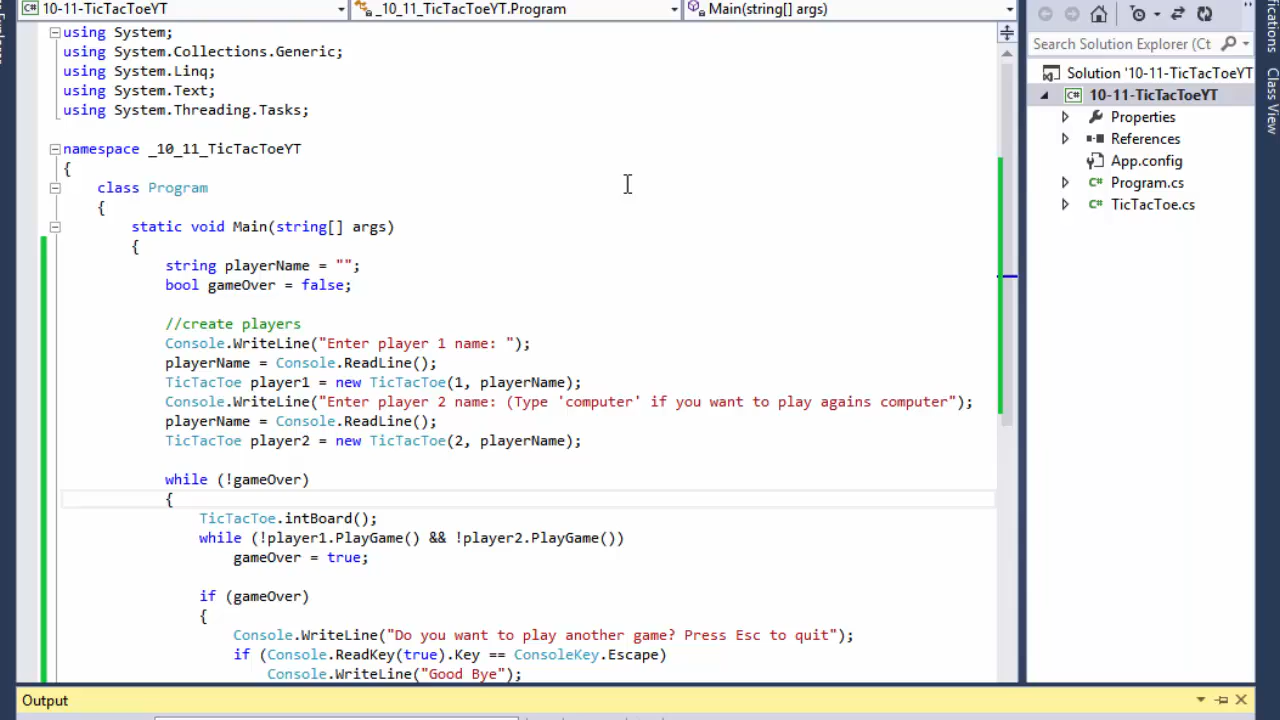 10-11-TicTacToeYT
_10_11_TicTacToeYT.Program
Main(string[] args)
using System;
using System.Collections.Generic;
using System.Linq;
using System.Text;
using System.Threading.Tasks;
namespace _10_11_TicTacToeYT
{
class Program
{
static void Main(string[] args)
{
string playerName = "";
bool gameOver = false;
//create players
Console.WriteLine("Enter player 1 name: ");
playerName = Console.ReadLine();
TicTacToe player1 = new TicTacToe(1, playerName);
Console.WriteLine("Enter player 2 name: (Type 'computer' if you want to play agains computer");
playerName = Console.ReadLine();
TicTacToe player2 = new TicTacToe(2, playerName);
while (!gameOver)
{
TicTacToe.intBoard();
while (!player1.PlayGame() && !player2.PlayGame())
gameOver = true;
if (gameOver)
{
Console.WriteLine("Do you want to play another game? Press Esc to quit");
if (Console.ReadKey(true).Key == ConsoleKey.Escape)
Console.WriteLine("Good Bye");
Output
Search Solution Explorer (Ct
Solution '10-11-TicTacToeYT
10-11-TicTacToeYT
Properties
References
App.config
Program.cs
TicTacToe.cs
Class View